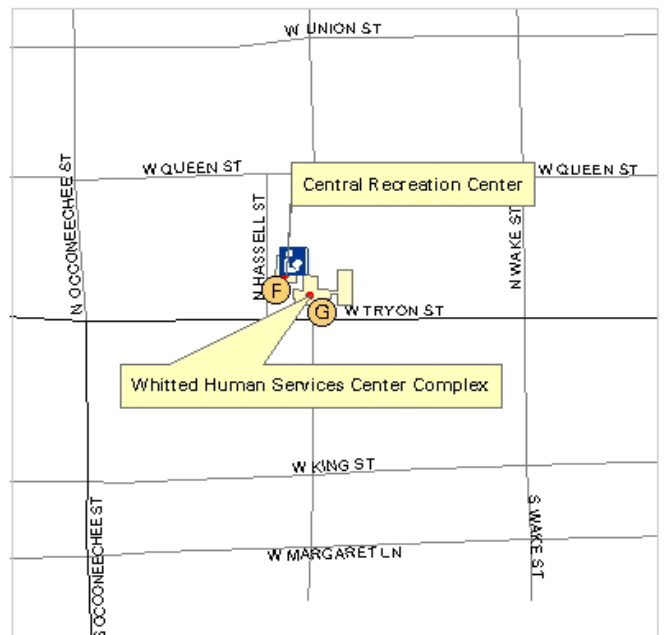 W UNION ST
N OCCONEECHEE ST
W QUEEN ST
W QUEEN ST
Central Recreation Center
N HASSELL ST
N WAKE ST
F
G
W TRYON ST
Whitted Human Services Center Complex
W KING ST
S OCCONEECHEE ST
S WAKE ST
W MARGARET LN